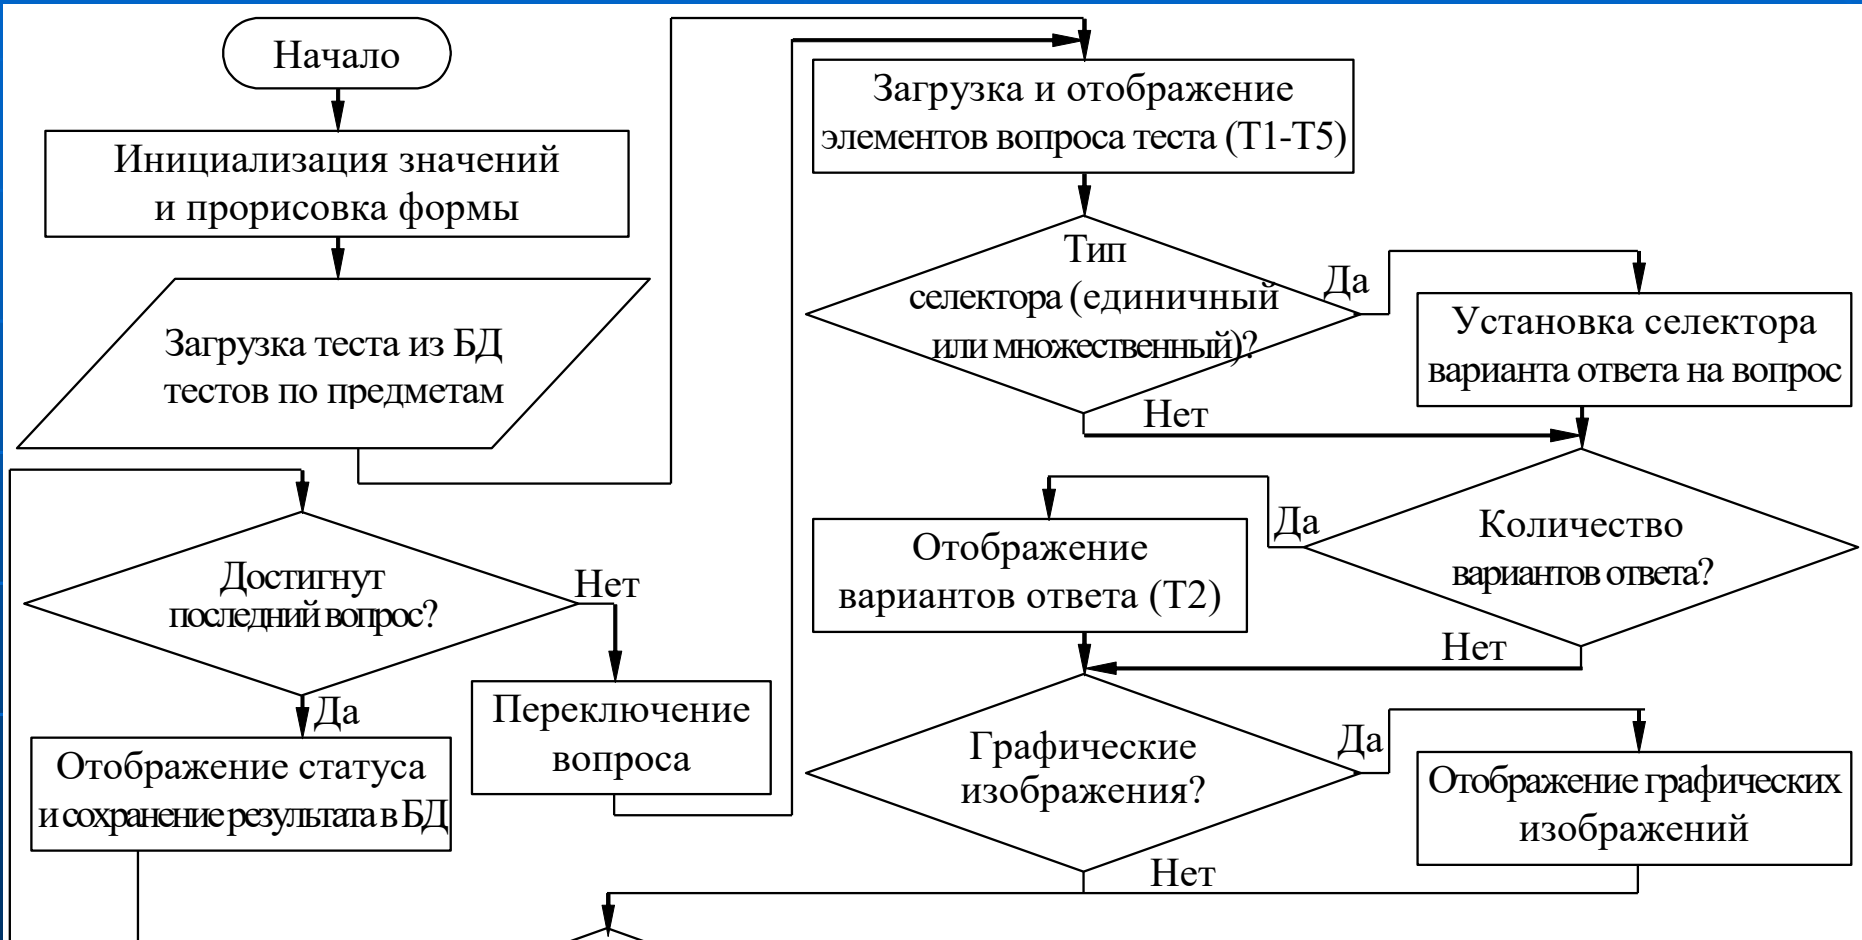 Начало
Инициализация значений
и прорисовка формы
Загрузка теста из БД
тестов по предметам
Достигнут
последний вопрос?
Нет
Да
Переключение
вопроса
Отображение статуса
и сохранение результата в БД
Загрузка и отображение
элементов вопроса теста (Т1-Т5)
Тип
селектора (единичный
или множественный)?
Да
Нет
Установка селектора
варианта ответа на вопрос
Количество
вариантов ответа?
Да
Нет
Отображение
вариантов ответа (Т2)
Графические
изображения?
Да
Нет
Отображение графических
изображений